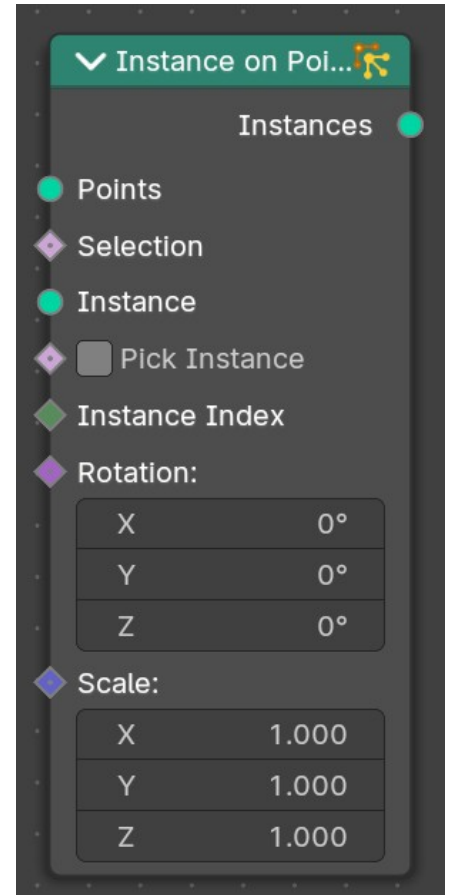 Instance on Poi...
Instances
Points
Selection
Instance
Pick Instance
Instance Index
Rotation:
X 0°
Y 0°
Z 0°
Scale:
X 1.000
Y 1.000
Z 1.000